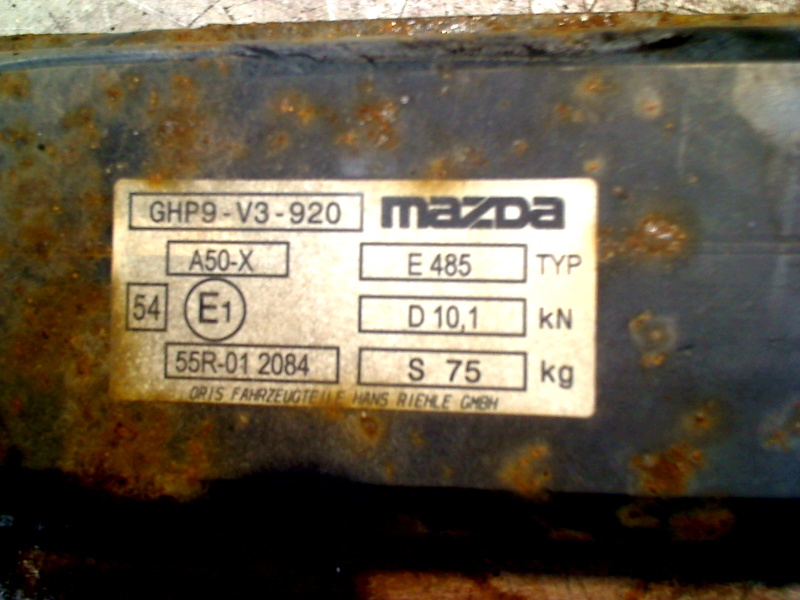 GHP9-V3-920 mazda
A50-X E 485 TYP
54 E1 D 10,1 kN
55R-01 2084 S 75 kg
ORIS FAHRZEUGTEILE HANS RIEHLE GMBH